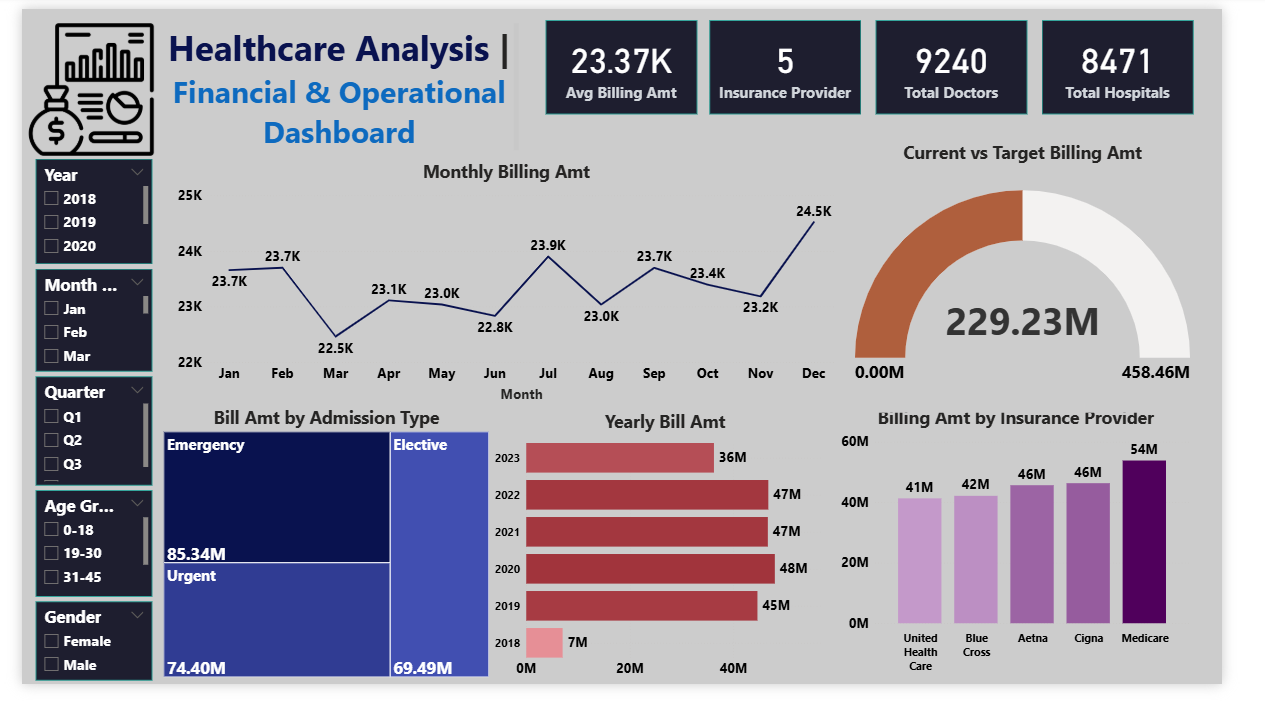 Healthcare Analysis |
Financial & Operational
Dashboard
23.37K
Avg Billing Amt
5
Insurance Provider
9240
Total Doctors
8471
Total Hospitals
$
Year
2018
2019
2020
Month ...
Jan
Feb
Mar
Quarter
Q1
Q2
Q3
Age Gr...
0-18
19-30
31-45
Gender
Female
Male
Monthly Billing Amt
25K
24K
23K
22K
23.7K
23.7K
22.5K
23.1K
23.0K
22.8K
23.9K
23.0K
23.7K
23.4K
23.2K
24.5K
Jan Feb Mar Apr May Jun Jul Aug Sep Oct Nov Dec
Month
Current vs Target Billing Amt
229.23M
0.00M
458.46M
Bill Amt by Admission Type
Emergency
85.34M
Urgent
74.40M
Elective
69.49M
Yearly Bill Amt
2023 36M
2022 47M
2021 47M
2020 48M
2019 45M
2018 7M
0M 20M 40M
Billing Amt by Insurance Provider
60M
40M
20M
0M
41M
42M
46M
46M
54M
United
Health
Care
Blue
Cross
Aetna
Cigna
Medicare